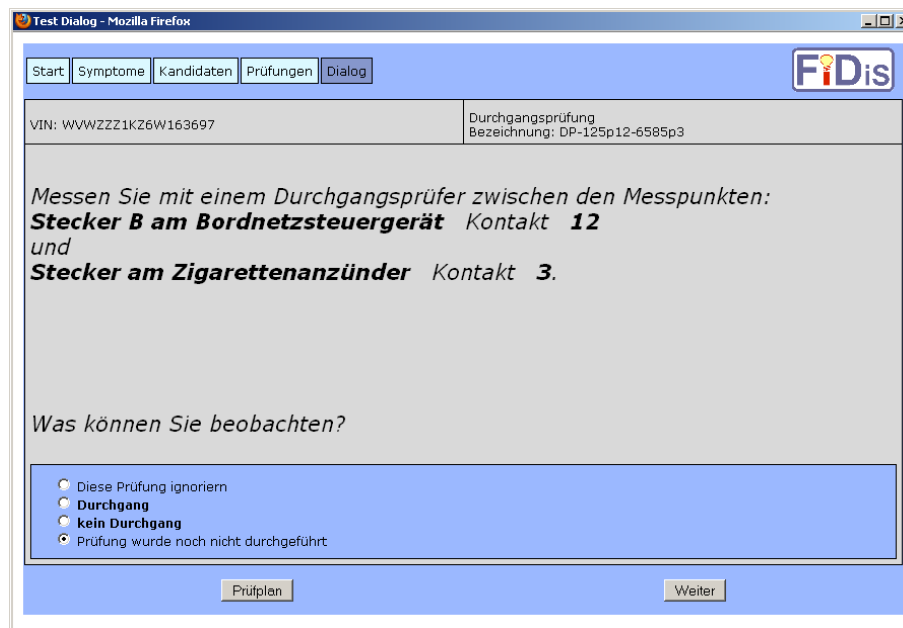 Test Dialog - Mozilla Firefox
Start Symptome Kandidaten Prüfungen Dialog
FiDis
VIN: WVWZZZ1KZ6W163697
Durchgangsprüfung
Bezeichnung: DP-125p12-6585p3
Messen Sie mit einem Durchgangsprüfer zwischen den Messpunkten:
Stecker B am Bordnetzsteuergerät Kontakt 12
und
Stecker am Zigarettenanzünder Kontakt 3.
Was können Sie beobachten?
Diese Prüfung ignoriern
Durchgang
kein Durchgang
Prüfung wurde noch nicht durchgeführt
Prüfplan Weiter